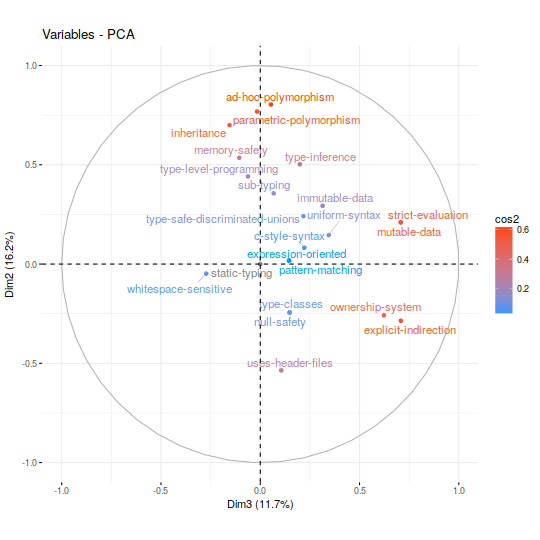 Variables - PCA
1.0
0.5
0.0
-0.5
-1.0
Dim2 (16.2%)
ad-hoc-polymorphism
parametric-polymorphism
inheritance
memory-safety
type-inference
type-level-programming
sub-typing
immutable-data
type-safe-discriminated-unions
uniform-syntax
strict-evaluation
mutable-data
c-style-syntax
expression-oriented
static-typing
pattern-matching
whitespace-sensitive
type-classes
ownership-system
null-safety
explicit-indirection
uses-header-files
-1.0
-0.5
0.0
0.5
1.0
Dim3 (11.7%)
cos2
0.6
0.4
0.2